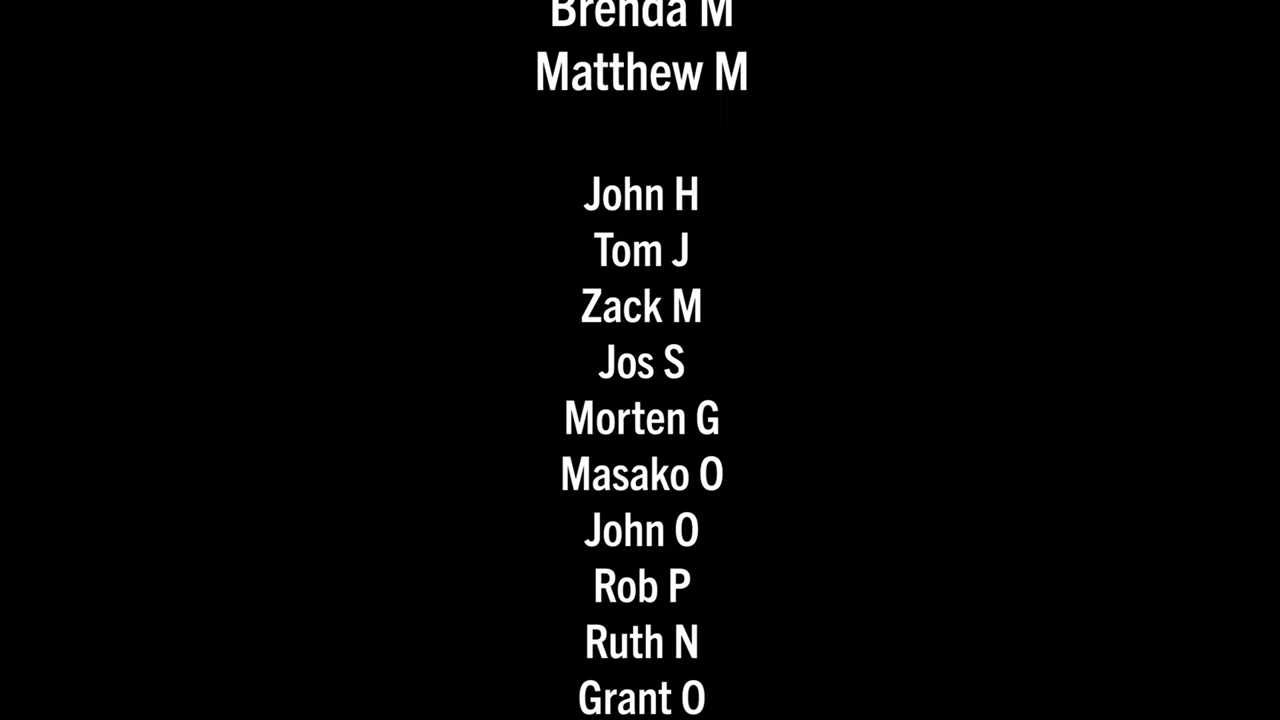 Brenda M
Matthew M
John H
Tom J
Zack M
Jos S
Morten G
Masako O
John O
Rob P
Ruth N
Grant O